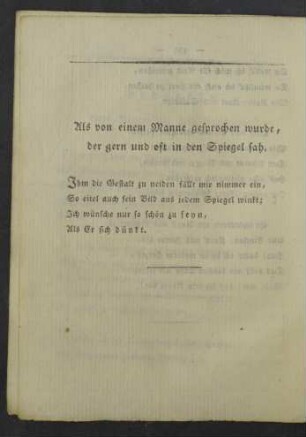 Als von einem Manne gesprochen wurde,
der gern und oft in den Spiegel sah.
Ihm die Gestalt zu neiden fällt mir nimmer ein,
So eitel auch sein Bild aus jedem Spiegel winkt;
Ich wünsche nur so schön zu seyn,
Als Er sich dünkt.